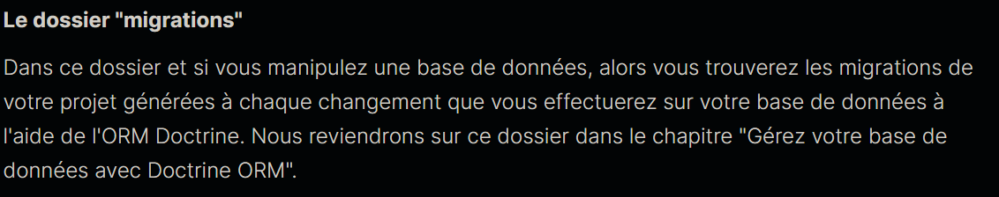 Le dossier "migrations"
Dans ce dossier et si vous manipulez une base de données, alors vous trouverez les migrations de
votre projet générées à chaque changement que vous effectuerez sur votre base de données à
l'aide de l'ORM Doctrine. Nous reviendrons sur ce dossier dans le chapitre "Gérez votre base de
données avec Doctrine ORM".